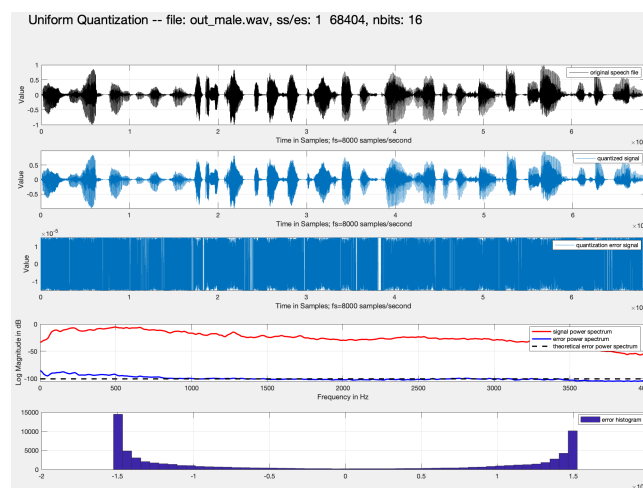 Uniform Quantization -- file: out_male.wav, ss/es: 1 68404, nbits: 16
1
0.5
0
-0.5
-1
Value
original speech file
0 1 2 3 4 5 6
Time in Samples; fs=8000 samples/second
×10
0.5
0
-0.5
Value
quantized signal
0 1 2 3 4 5 6
Time in Samples; fs=8000 samples/second
×10
×10-5
1
0
-1
Value
quantization error signal
0 1 2 3 4 5 6
Time in Samples; fs=8000 samples/second
×10
0
-50
-100
Log Magnitude in dB
signal power spectrum
error power spectrum
theoretical error power spectrum
0 500 1000 1500 2000 2500 3000 3500
Frequency in Hz
15000
10000
5000
0
error histogram
-2 -1.5 -1 -0.5 0 0.5 1 1.5